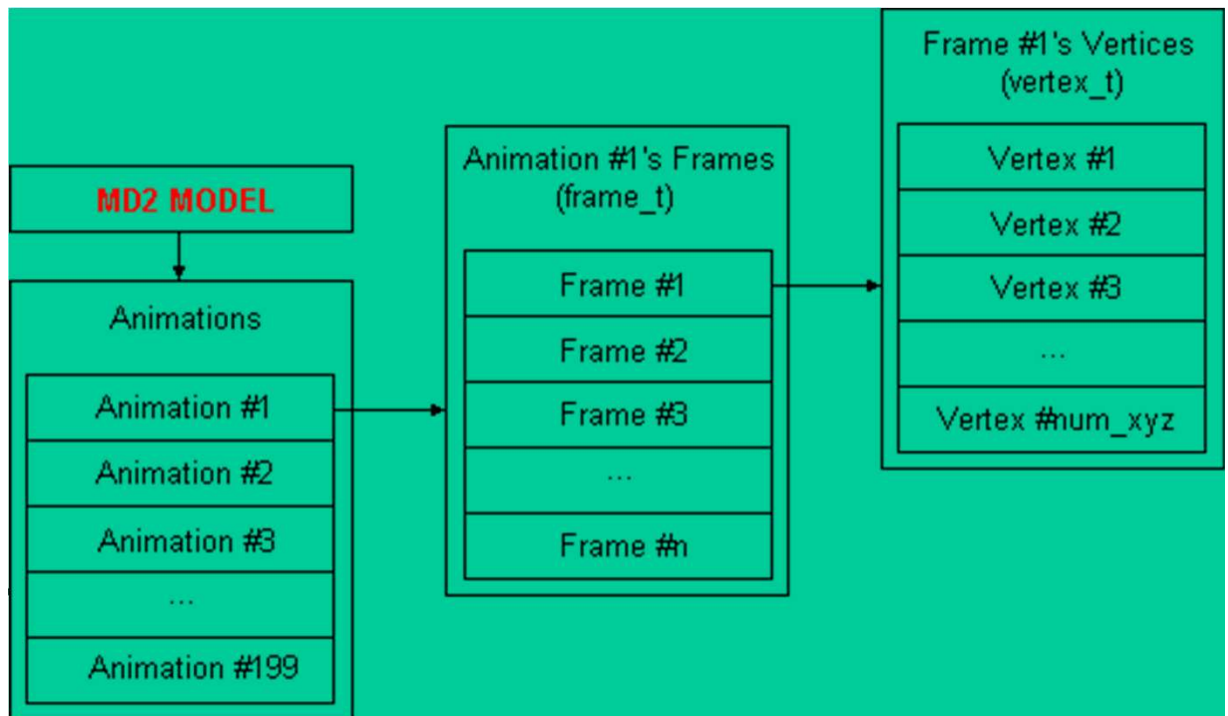 MD2 MODEL
Animations
Animation #1
Animation #2
Animation #3
...
Animation #199
Animation #1's Frames
(frame_t)
Frame #1
Frame #2
Frame #3
...
Frame #n
Frame #1's Vertices
(vertex_t)
Vertex #1
Vertex #2
Vertex #3
...
Vertex #num_xyz